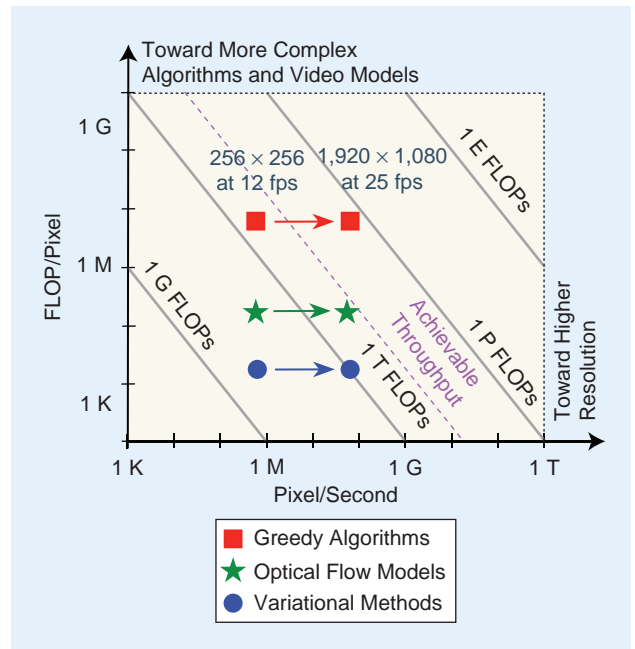 Toward More Complex
Algorithms and Video Models
FLOP/Pixel
1 G
1 M
1 K
256 × 256
at 12 fps
1,920 × 1,080
at 25 fps
1 E FLOPs
1 G FLOPs
1 T FLOPs
Achievable
Throughput
1 P FLOPs
Toward Higher
Resolution
1 K
1 M
1 G
1 T
Pixel/Second
Greedy Algorithms
Optical Flow Models
Variational Methods